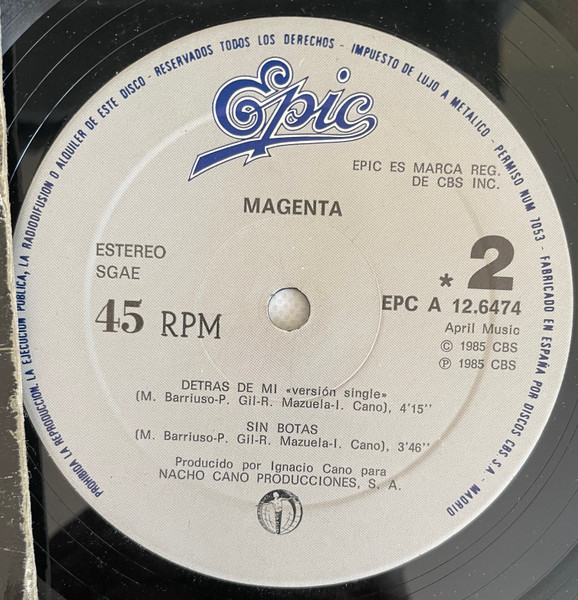 PROHIBIDA LA REPRODUCCION, LA EJECUCION PUBLICA, LA RADIODIFUSION O ALQUILER DE ESTE DISCO - RESERVADOS TODOS LOS DERECHOS - IMPUESTO DE LUJO A METALICO - PERMISO NUM 7053 - FABRICADO EN ESPAÑA POR DISCOS CBS S.A. - MADRID
Epic
EPIC ES MARCA REG.
DE CBS INC.
MAGENTA
ESTEREO
SGAE
45 RPM
* 2
EPC A 12.6474
April Music
© 1985 CBS
℗ 1985 CBS
DETRAS DE MI «versión single»
(M. Barriuso-P. Gil-R. Mazuela-I. Cano), 4'15''
SIN BOTAS
(M. Barriuso-P. Gil-R. Mazuela-I. Cano), 3'46''
Producido por Ignacio Cano para
NACHO CANO PRODUCCIONES, S. A.